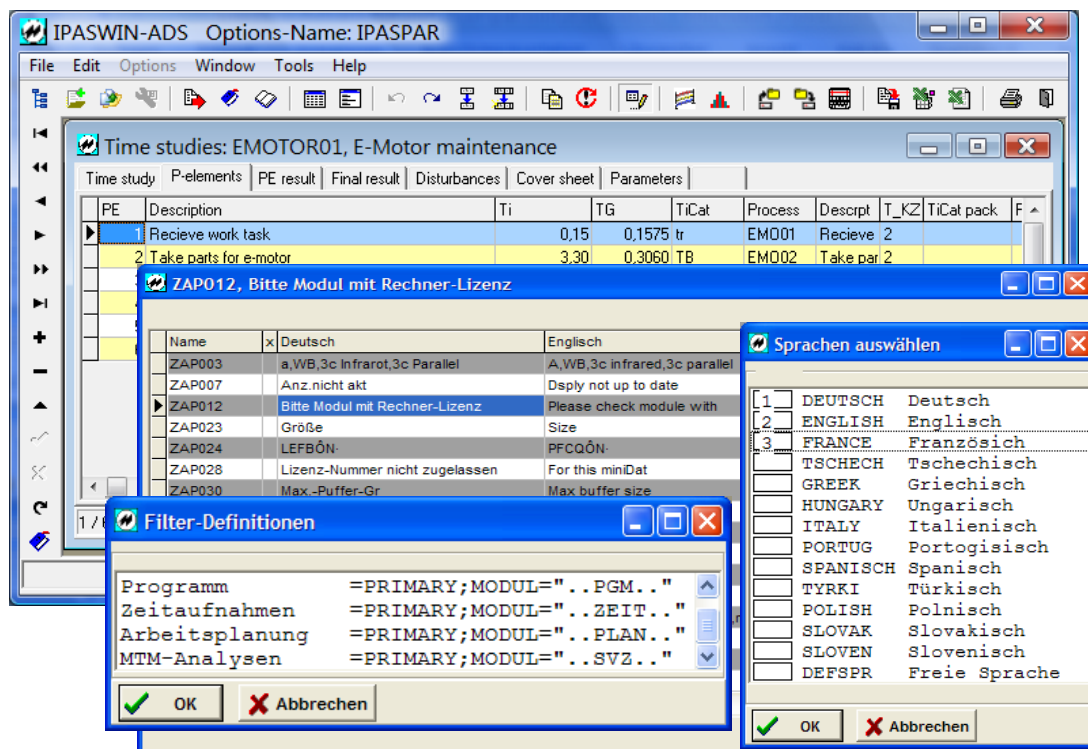 IPASWIN-ADS Options-Name: IPASPAR
File Edit Options Window Tools Help
Time studies: EMOTOR01, E-Motor maintenance
Time study P-elements PE result Final result Disturbances Cover sheet Parameters
PE Description Ti TG TiCat Process Descrpt T_KZ TiCat pack F
1 Recieve work task 0,15 0,1575 tr EMO01 Recieve 2
2 Take parts for e-motor 3,30 0,3060 TB EMO02 Take par 2
ZAP012, Bitte Modul mit Rechner-Lizenz
Name x Deutsch Englisch
ZAP003 a,WB,3c Infrarot,3c Parallel A,WB,3c infrared,3c parallel
ZAP007 Anz.nicht akt Dsply not up to date
ZAP012 Bitte Modul mit Rechner-Lizenz Please check module with
ZAP023 Größe Size
ZAP024 LEFBÔN· PFCQÔN·
ZAP028 Lizenz-Nummer nicht zugelassen For this miniDat
ZAP030 Max.-Puffer-Gr Max buffer size
1 /
Sprachen auswählen
1 DEUTSCH Deutsch
2 ENGLISH Englisch
3 FRANCE Französich
TSCHECH Tschechisch
GREEK Griechisch
HUNGARY Ungarisch
ITALY Italienisch
PORTUG Portogisisch
SPANISCH Spanisch
TYRKI Türkisch
POLISH Polnisch
SLOVAK Slovakisch
SLOVEN Slovenisch
DEFSPR Freie Sprache
OK Abbrechen
Filter-Definitionen
Programm =PRIMARY;MODUL="..PGM.."
Zeitaufnahmen =PRIMARY;MODUL="..ZEIT.."
Arbeitsplanung =PRIMARY;MODUL="..PLAN.."
MTM-Analysen =PRIMARY;MODUL="..SVZ.."
OK Abbrechen